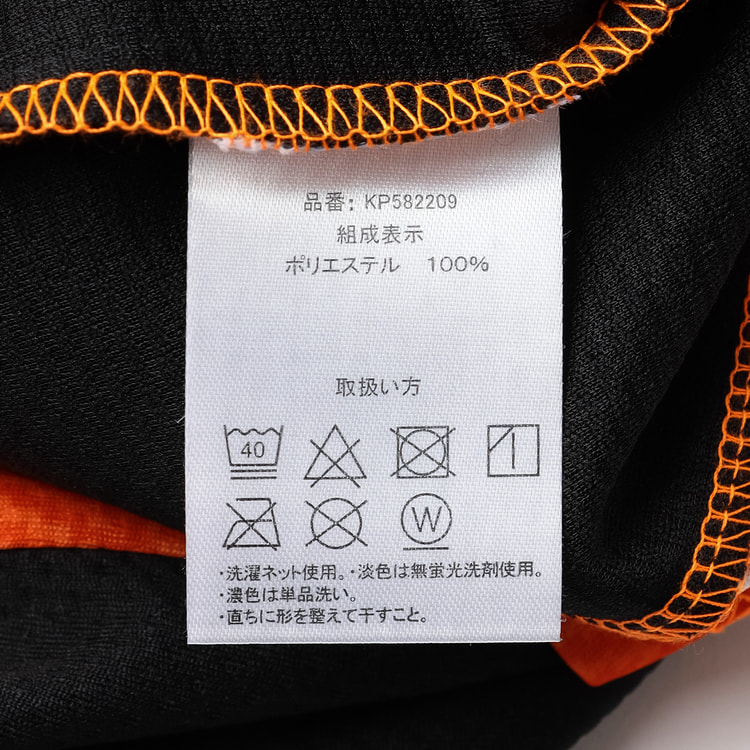 品番: KP582209
組成表示
ポリエステル 100%
取扱い方
40
W
・洗濯ネット使用。・淡色は無蛍光洗剤使用。
・濃色は単品洗い。
・直ちに形を整えて干すこと。